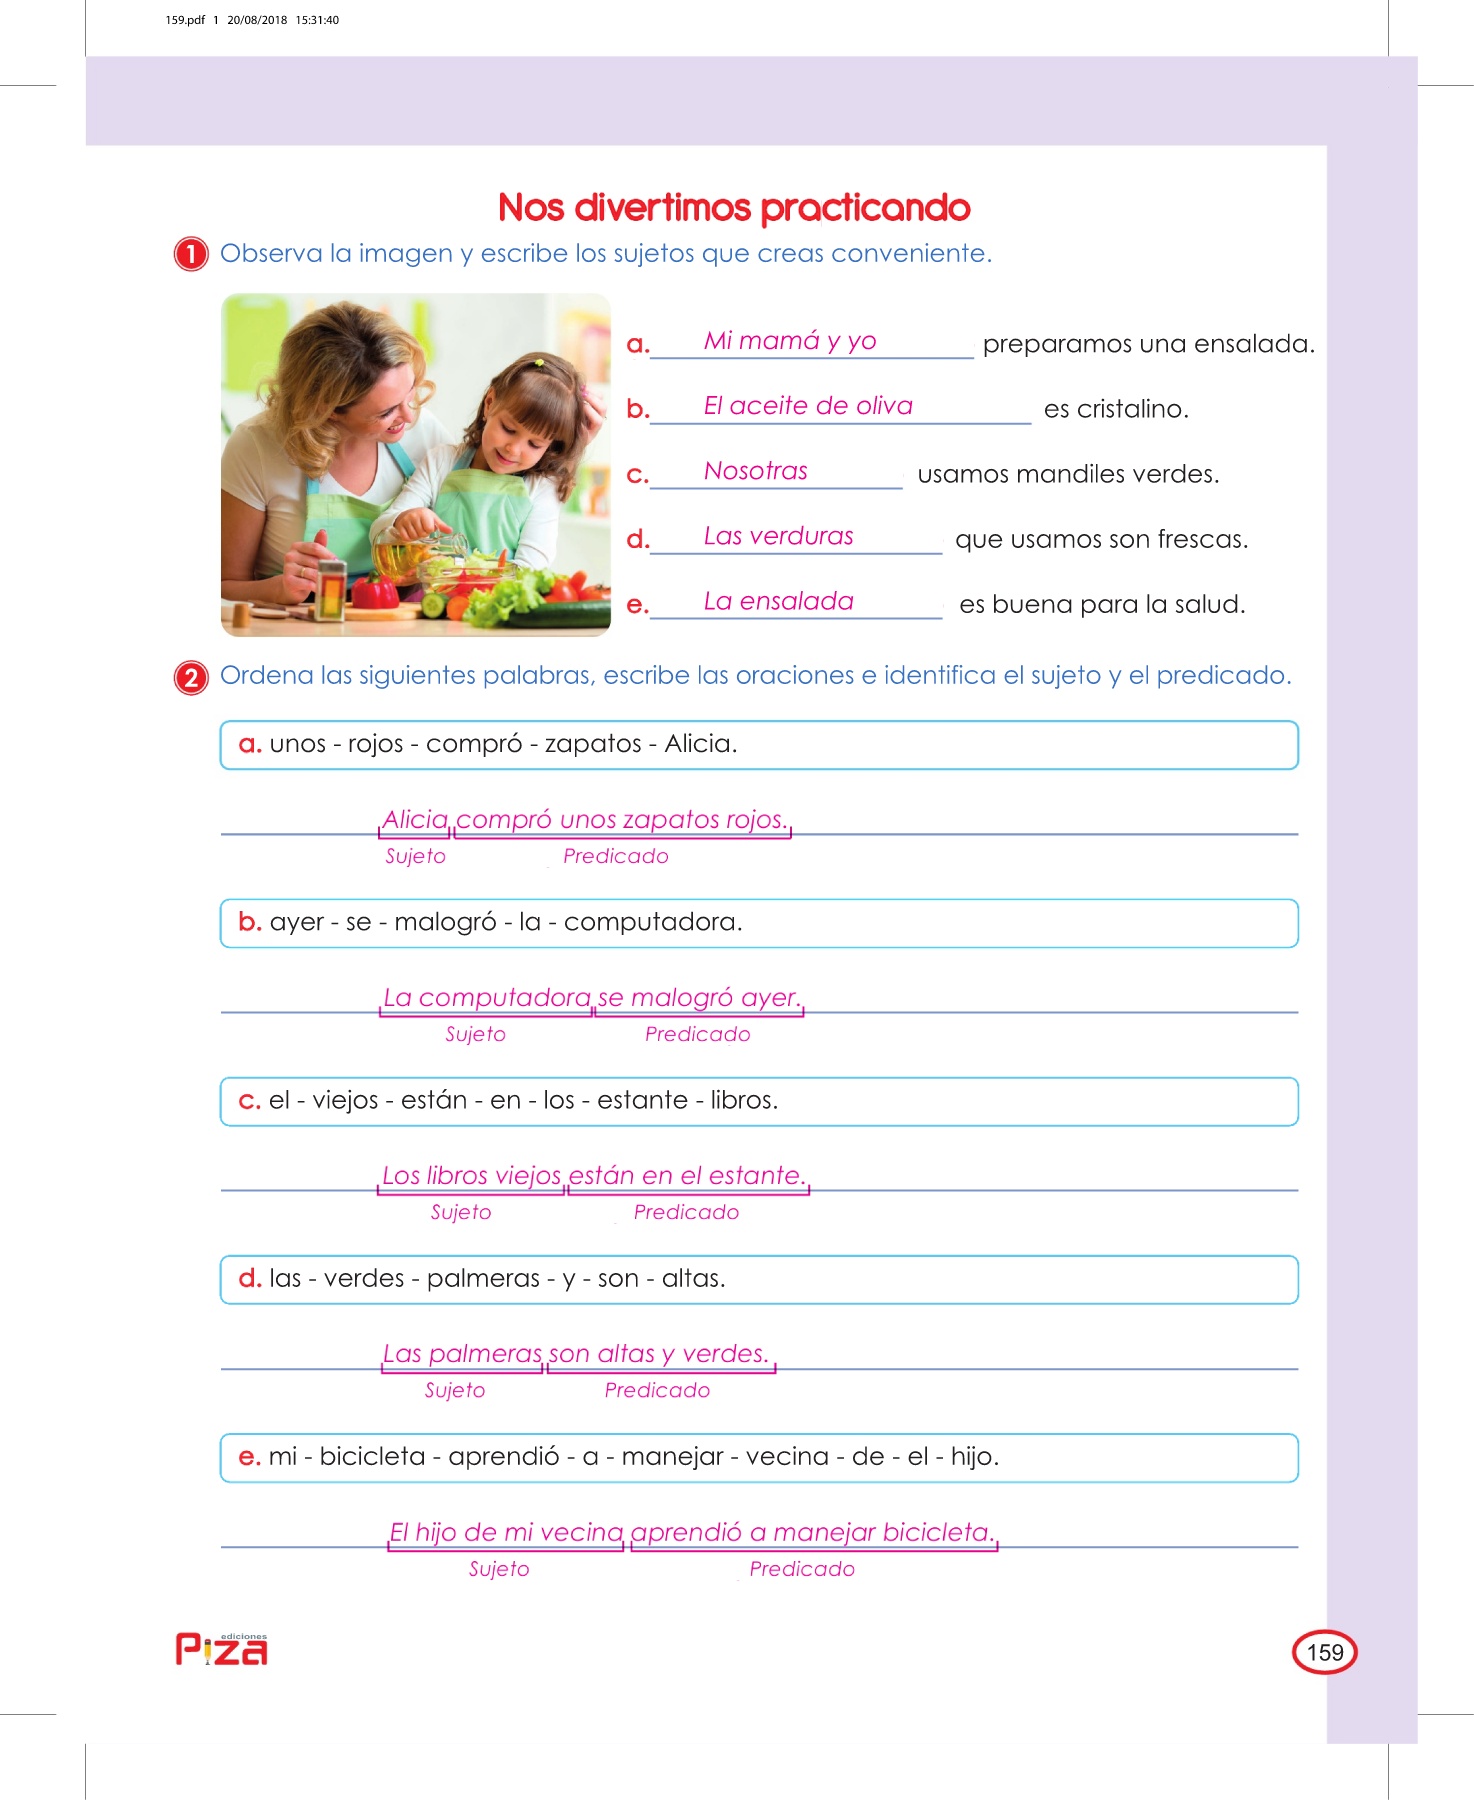 159.pdf 1 20/08/2018 15:31:40
Nos divertimos practicando
1 Observa la imagen y escribe los sujetos que creas conveniente.
a. Mi mamá y yo preparamos una ensalada.
b. El aceite de oliva es cristalino.
c. Nosotras usamos mandiles verdes.
d. Las verduras que usamos son frescas.
e. La ensalada es buena para la salud.
2 Ordena las siguientes palabras, escribe las oraciones e identifica el sujeto y el predicado.
a. unos - rojos - compró - zapatos - Alicia.
Alicia compró unos zapatos rojos.
Sujeto Predicado
b. ayer - se - malogró - la - computadora.
La computadora se malogró ayer.
Sujeto Predicado
c. el - viejos - están - en - los - estante - libros.
Los libros viejos están en el estante.
Sujeto Predicado
d. las - verdes - palmeras - y - son - altas.
Las palmeras son altas y verdes.
Sujeto Predicado
e. mi - bicicleta - aprendió - a - manejar - vecina - de - el - hijo.
El hijo de mi vecina aprendió a manejar bicicleta.
Sujeto Predicado
ediciones
Piza
159